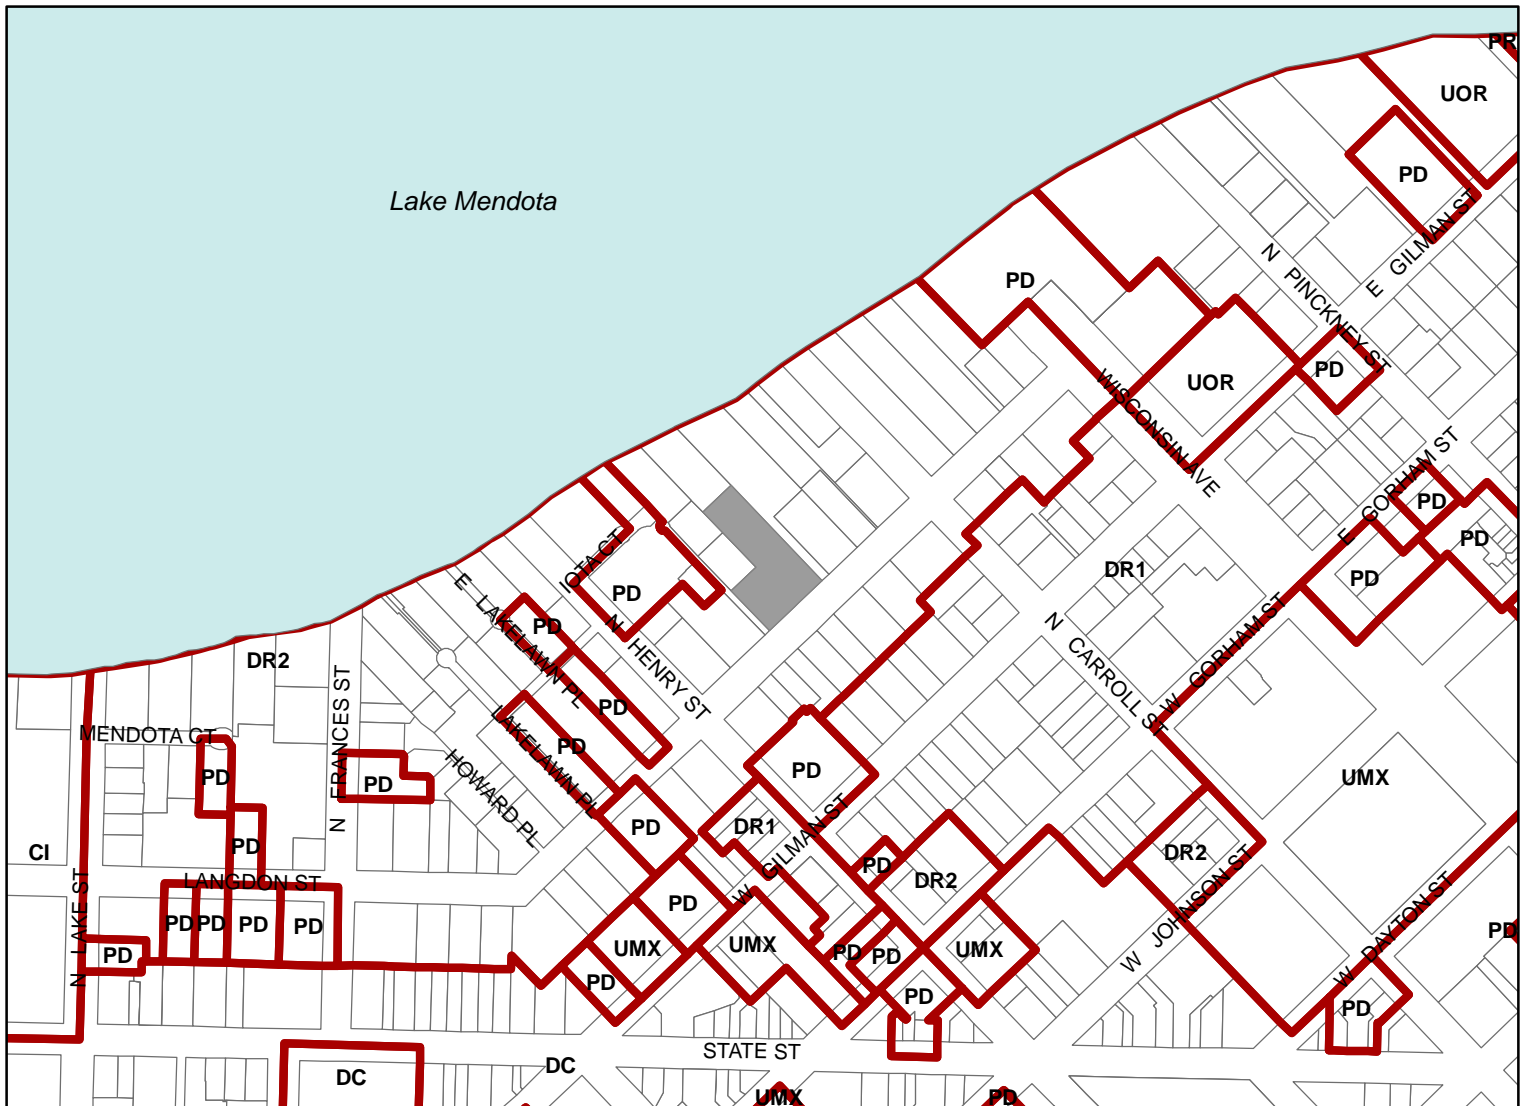 PR
UOR
PD
Lake Mendota
E GILMAN ST
N PINCKNEY ST
PD
PD
UOR
WISCONSIN AVE
E GORHAM ST
PD
PD
PD
IOTA CT
PD
DR1
E LAKELAWN PL
PD
N HENRY ST
N CARROLL ST
W GORHAM ST
DR2
N FRANCES ST
PD
LAKELAWN PL
PD
MENDOTA CT
PD
PD
HOWARD PL
PD
UMX
PD
DR1
W GILMAN ST
CI
PD
PD
DR2
DR2
W JOHNSON ST
LANGDON ST
N LAKE ST
PD
PD
PD
PD
PD
W DAYTON ST
PD
PD
UMX
UMX
PD
PD
UMX
PD
PD
PD
PD
STATE ST
DC
DC
UMX
PD